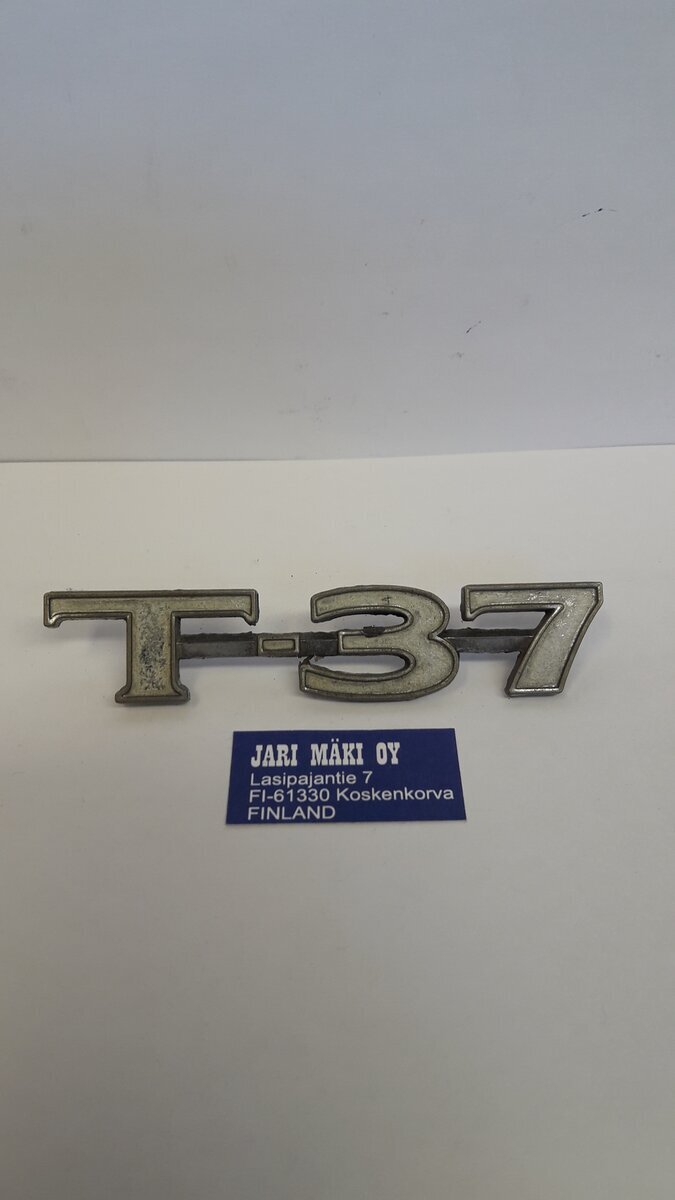 T-37
JARI MÄKI OY
Lasipajantie 7
FI-61330 Koskenkorva
FINLAND